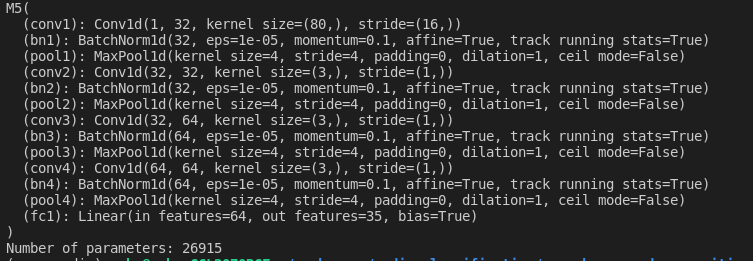 M5(
  (conv1): Conv1d(1, 32, kernel size=(80,), stride=(16,))
  (bn1): BatchNorm1d(32, eps=1e-05, momentum=0.1, affine=True, track running stats=True)
  (pool1): MaxPool1d(kernel size=4, stride=4, padding=0, dilation=1, ceil mode=False)
  (conv2): Conv1d(32, 32, kernel size=(3,), stride=(1,))
  (bn2): BatchNorm1d(32, eps=1e-05, momentum=0.1, affine=True, track running stats=True)
  (pool2): MaxPool1d(kernel size=4, stride=4, padding=0, dilation=1, ceil mode=False)
  (conv3): Conv1d(32, 64, kernel size=(3,), stride=(1,))
  (bn3): BatchNorm1d(64, eps=1e-05, momentum=0.1, affine=True, track running stats=True)
  (pool3): MaxPool1d(kernel size=4, stride=4, padding=0, dilation=1, ceil mode=False)
  (conv4): Conv1d(64, 64, kernel size=(3,), stride=(1,))
  (bn4): BatchNorm1d(64, eps=1e-05, momentum=0.1, affine=True, track running stats=True)
  (pool4): MaxPool1d(kernel size=4, stride=4, padding=0, dilation=1, ceil mode=False)
  (fc1): Linear(in features=64, out features=35, bias=True)
)
Number of parameters: 26915